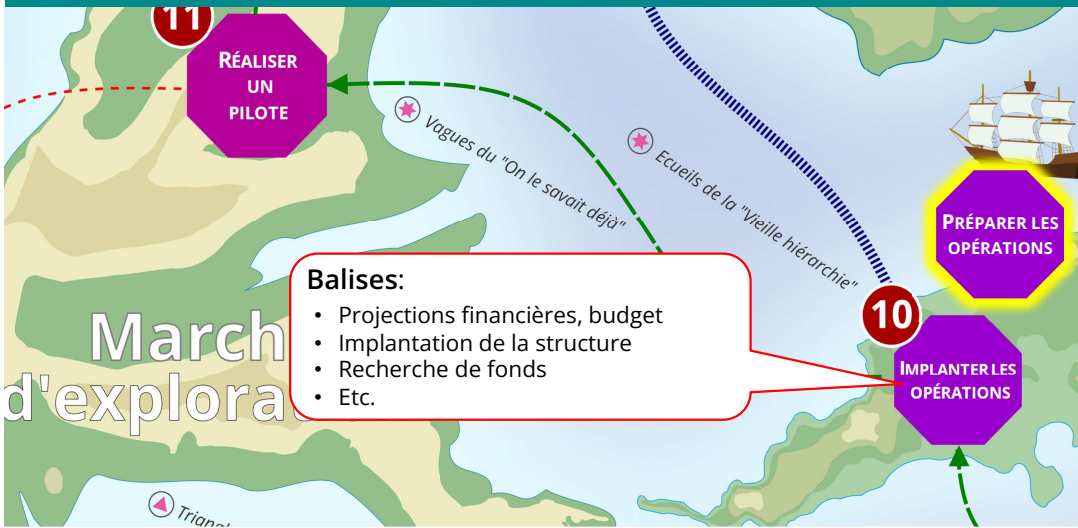 11
RÉALISER
UN
PILOTE
Vagues du "On le savait déjà"
Ecueils de la "Vieille hiérarchie"
PRÉPARER LES
OPÉRATIONS
10
IMPLANTER LES
OPÉRATIONS
Balises:
• Projections financières, budget
• Implantation de la structure
• Recherche de fonds
• Etc.
March
d'explora
Triangl